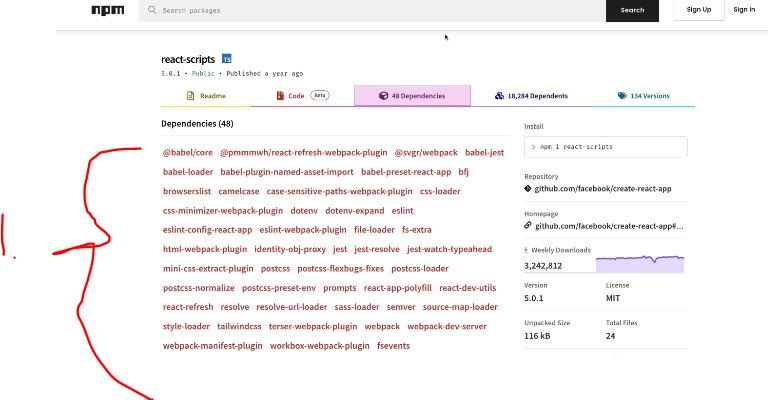 npm
Search packages
Search
Sign Up
Sign In
react-scripts TS
5.0.1 • Public • Published a year ago
Readme
Code Beta
48 Dependencies
18,284 Dependents
134 Versions
Dependencies (48)
@babel/core @pmmmwh/react-refresh-webpack-plugin @svgr/webpack babel-jest
babel-loader babel-plugin-named-asset-import babel-preset-react-app bfj
browserslist camelcase case-sensitive-paths-webpack-plugin css-loader
css-minimizer-webpack-plugin dotenv dotenv-expand eslint
eslint-config-react-app eslint-webpack-plugin file-loader fs-extra
html-webpack-plugin identity-obj-proxy jest jest-resolve jest-watch-typeahead
mini-css-extract-plugin postcss postcss-flexbugs-fixes postcss-loader
postcss-normalize postcss-preset-env prompts react-app-polyfill react-dev-utils
react-refresh resolve resolve-url-loader sass-loader semver source-map-loader
style-loader tailwindcss terser-webpack-plugin webpack webpack-dev-server
webpack-manifest-plugin workbox-webpack-plugin fsevents
Install
> npm i react-scripts
Repository
github.com/facebook/create-react-app
Homepage
github.com/facebook/create-react-app#...
Weekly Downloads
3,242,812
Version
5.0.1
License
MIT
Unpacked Size
116 kB
Total Files
24
1.